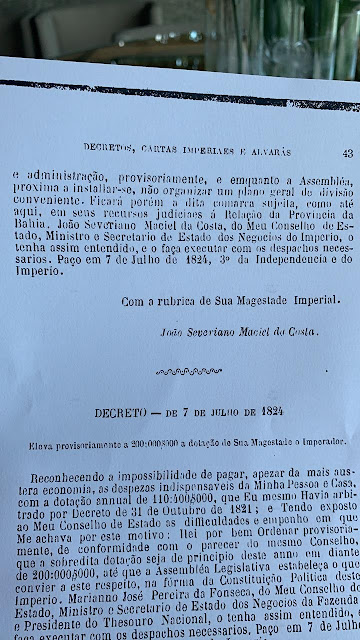 DECRETOS, CARTAS IMPERIAES E ALVARÁS 43
e administração, provisoriamente, e enquanto a Assembléa,
proxima a installar-se, não organizar um plano geral de divisão
conveniente. Ficará porém a dita comarca sujeita, como até
aqui, em seus recursos judiciaes á Relação da Provincia da
Bahia. João Severiano Maciel da Costa, do Meu Conselho de Es-
tado, Ministro e Secretario de Estado dos Negocios do Imperio, o
tenha assim entendido, e o faça executar com os despachos neces-
sarios. Paço em 7 de Julho de 1824, 3º da Independencia e do
Imperio.
Com a rubrica de Sua Magestade Imperial.
João Severiano Maciel da Costa.
DECRETO — DE 7 DE JULHO DE 1824
Eleva provisoriamente a 200:000$000 a dotação de Sua Magestade o Imperador.
Reconhecendo a impossibilidade de pagar, apezar da mais aus-
tera economia, as despezas indispensaveis da Minha Pessoa e Casa,
com a dotação annual de 110:400$000, que Eu mesmo Havia arbi-
trado por Decreto de 31 de Outubro de 1821; e Tendo exposto
ao Meu Conselho de Estado as difficuldades e empenho em que
Me achava por este motivo: Hei por bem Ordenar provisoria-
mente, de conformidade com o parecer do mesmo Conselho,
que a sobredita dotação seja de principio deste anno em diante
de 200:000$000, até que a Assembléa Legislativa estabeleça o que
convier a este respeito, na fórma da Constituição Politica deste
Imperio. Marianno José Pereira da Fonseca, do Meu Conselho de
Estado, Ministro e Secretario de Estado dos Negocios da Fazenda
e Presidente do Thesouro Nacional, o tenha assim entendido, e
faça executar com os despachos necessarios. Paço em 7 de Julho